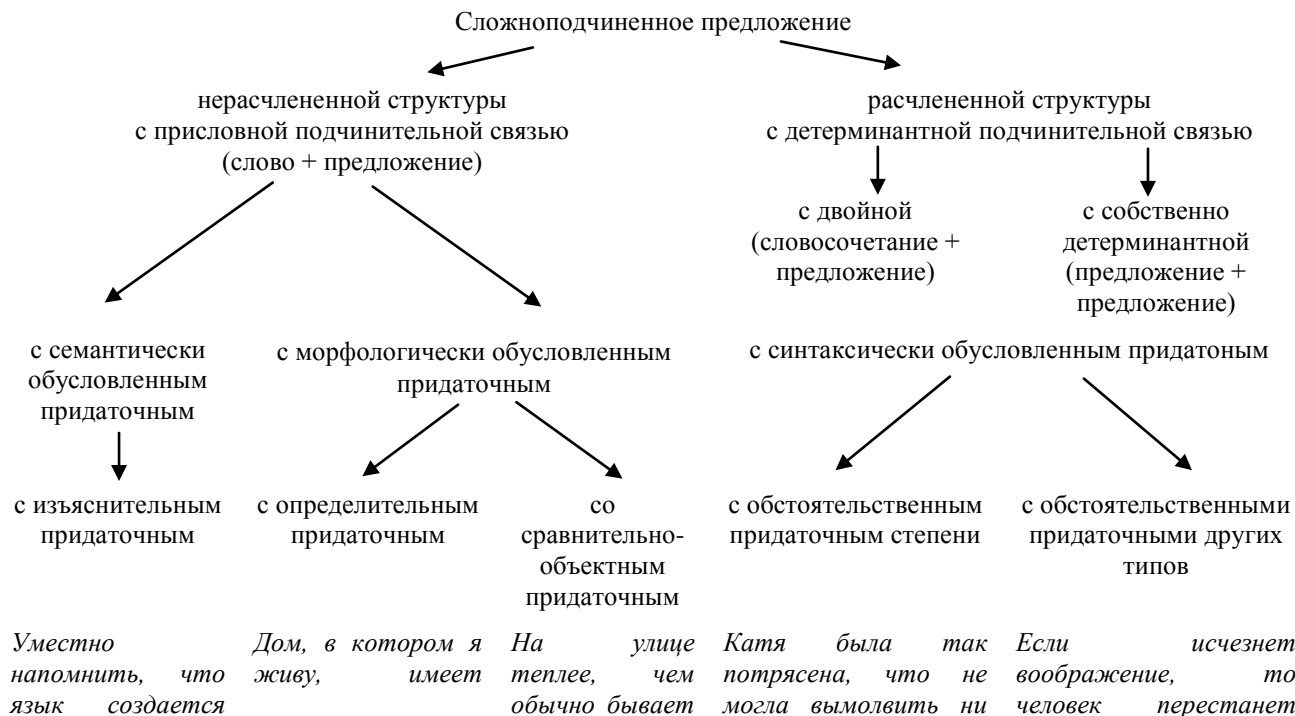 Сложноподчиненное предложение
нерасчлененной структуры
с присловной подчинительной связью
(слово + предложение)
расчлененной структуры
с детерминантной подчинительной связью
с двойной
(словосочетание +
предложение)
с собственно
детерминантной
(предложение +
предложение)
с семантически
обусловленным
придаточным
с морфологически обусловленным
придаточным
с синтаксически обусловленным придатоным
с изъяснительным
придаточным
с определительным
придаточным
со
сравнительно-
объектным
придаточным
с обстоятельственным
придаточным степени
с обстоятельственными
придаточными других
типов
Уместно
напомнить, что
язык создается
Дом, в котором я
живу, имеет
На улице
теплее, чем
обычно бывает
Катя была так
потрясена, что не
могла вымолвить ни
Если исчезнет
воображение, то
человек перестанет